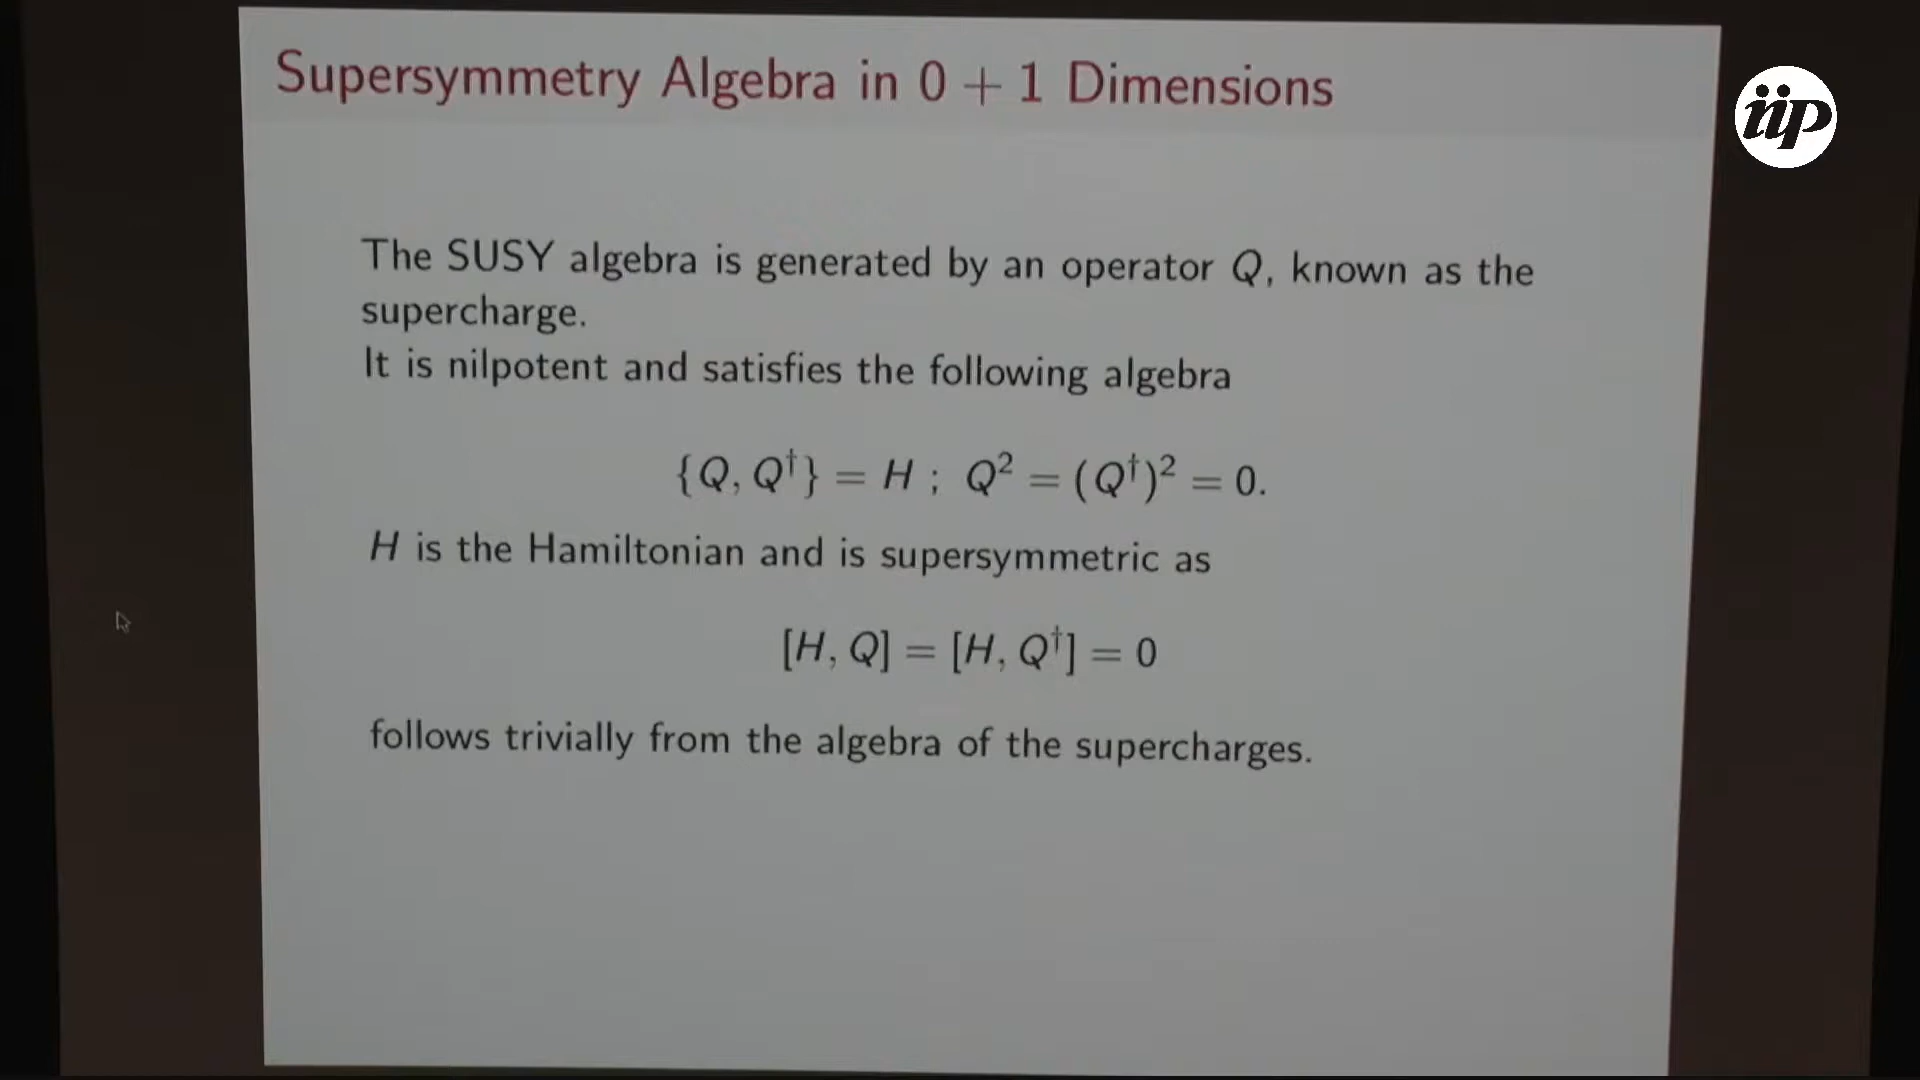 Supersymmetry Algebra in 0 + 1 Dimensions
iip
The SUSY algebra is generated by an operator Q, known as the
supercharge.
It is nilpotent and satisfies the following algebra
{Q, Q†} = H ; Q² = (Q†)² = 0.
H is the Hamiltonian and is supersymmetric as
[H, Q] = [H, Q†] = 0
follows trivially from the algebra of the supercharges.